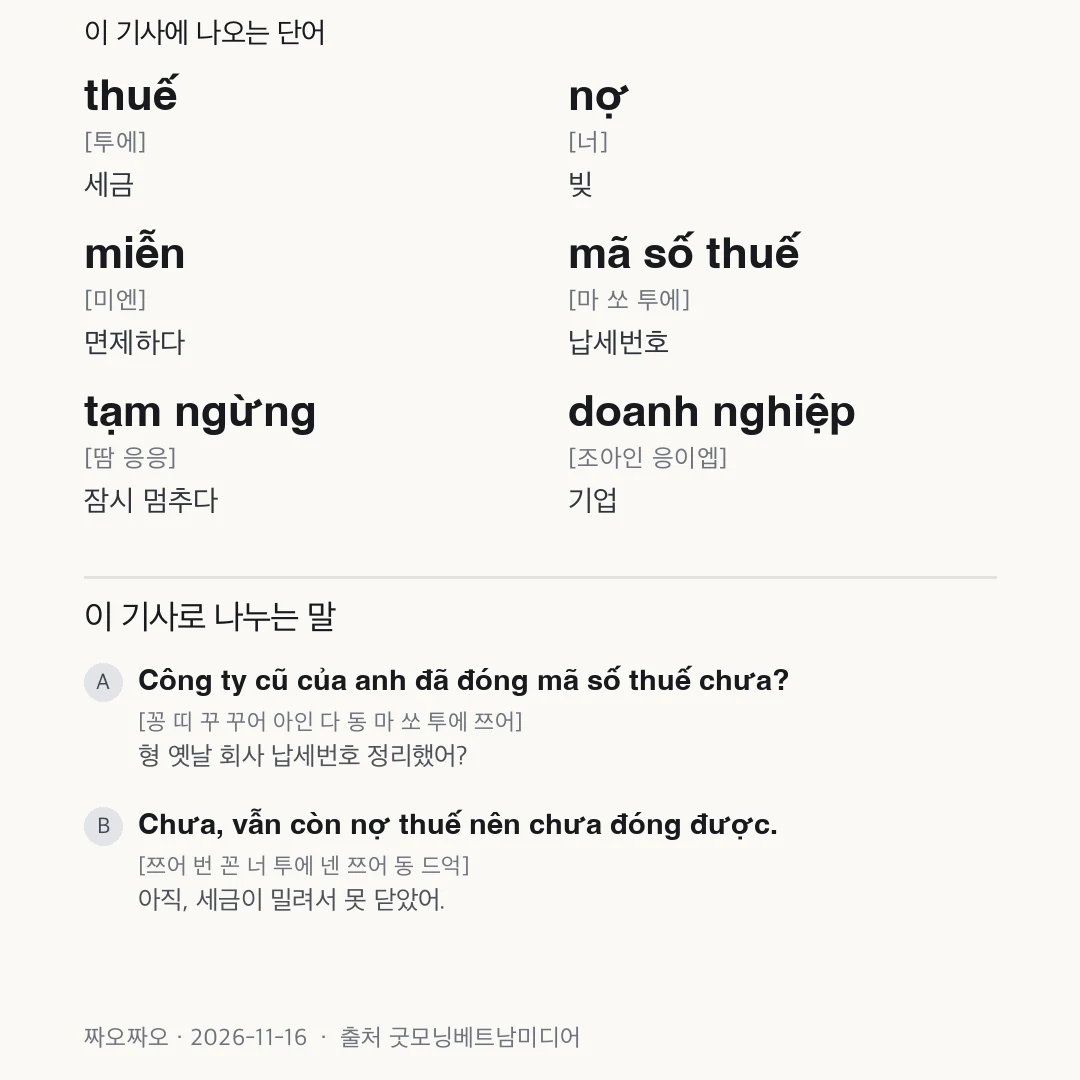 이 기사에 나오는 단어
thuế
[투에]
세금
nợ
[너]
빚
miễn
[미엔]
면제하다
mã số thuế
[마 쏘 투에]
납세번호
tạm ngừng
[땀 응응]
잠시 멈추다
doanh nghiệp
[조아인 응이엡]
기업
이 기사로 나누는 말
A Công ty cũ của anh đã đóng mã số thuế chưa?
[꽁 띠 꾸 꾸어 아인 다 동 마 쏘 투에 쯔어]
형 옛날 회사 납세번호 정리했어?
B Chưa, vẫn còn nợ thuế nên chưa đóng được.
[쯔어 번 꼰 너 투에 넨 쯔어 동 드억]
아직, 세금이 밀려서 못 닫았어.
짜오짜오 · 2026-11-16 · 출처 굿모닝베트남미디어